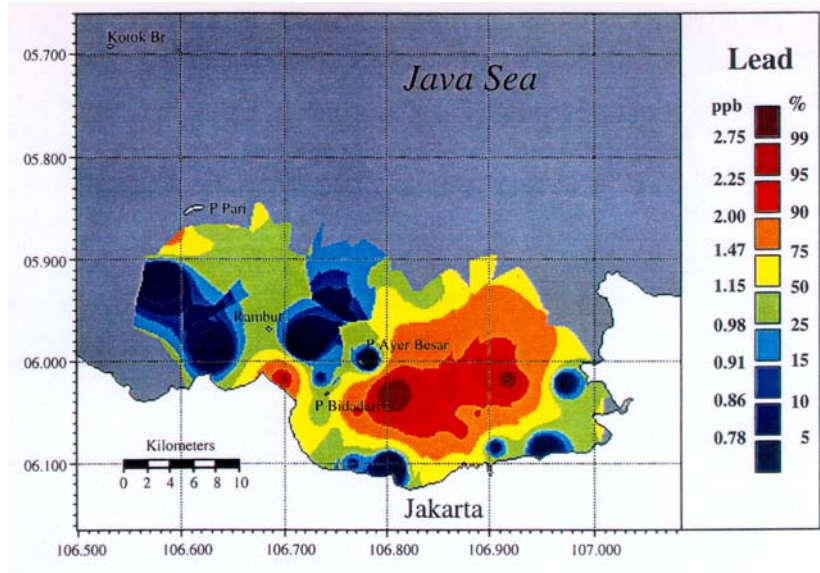 Kotok Br
Java Sea
P Pari
Rambut
P Ayer Besar
P Bidadari
Kilometers
0 2 4 6 8 10
Jakarta
05.700
05.800
05.900
06.000
06.100
106.500 106.600 106.700 106.800 106.900 107.000
Lead
ppb %
2.75 99
2.25 95
2.00 90
1.47 75
1.15 50
0.98 25
0.91 15
0.86 10
0.78 5